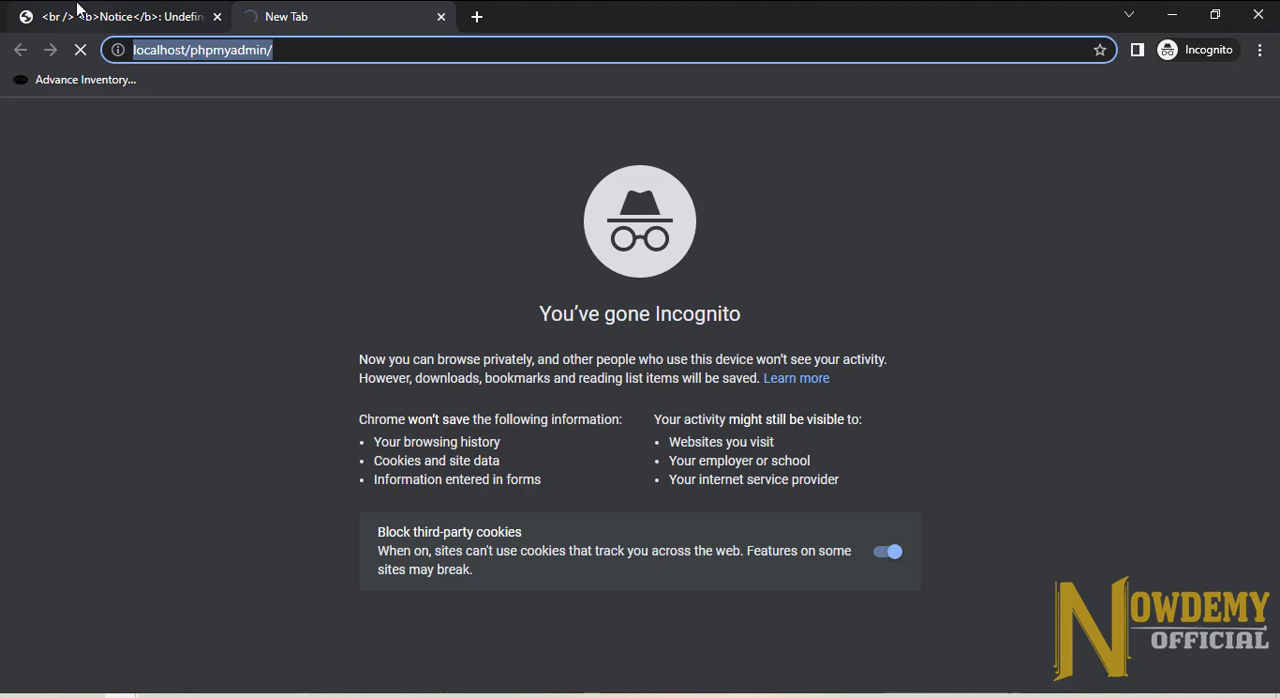 <br /> <b>Notice</b>: Undefin
New Tab
localhost/phpmyadmin/
Incognito
Advance Inventory...
You've gone Incognito
Now you can browse privately, and other people who use this device won't see your activity.
However, downloads, bookmarks and reading list items will be saved. Learn more
Chrome won't save the following information:
• Your browsing history
• Cookies and site data
• Information entered in forms
Your activity might still be visible to:
• Websites you visit
• Your employer or school
• Your internet service provider
Block third-party cookies
When on, sites can't use cookies that track you across the web. Features on some
sites may break.
NOWDEMY
OFFICIAL